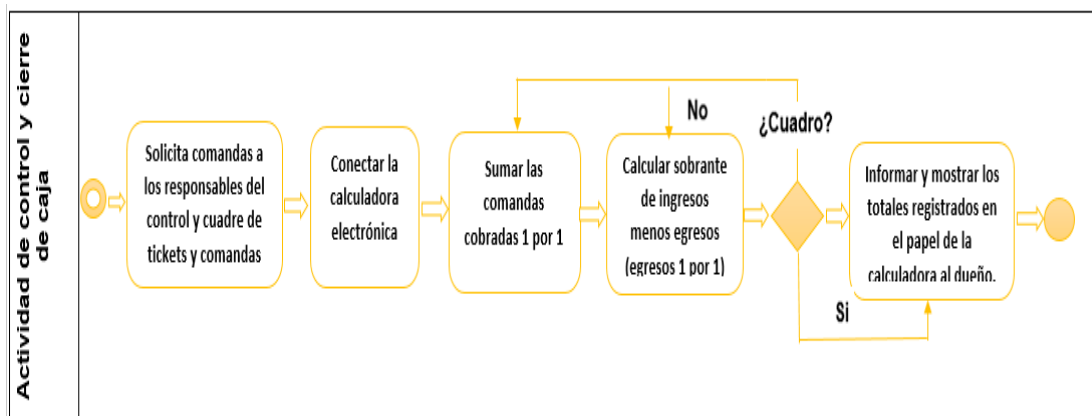 Actividad de control y cierre
de caja
Solicita comandas a
los responsables del
control y cuadre de
tickets y comandas
Conectar la
calculadora
electrónica
Sumar las
comandas
cobradas 1 por 1
No
Calcular sobrante
de ingresos
menos egresos
(egresos 1 por 1)
¿Cuadro?
Si
Informar y mostrar los
totales registrados en
el papel de la
calculadora al dueño.